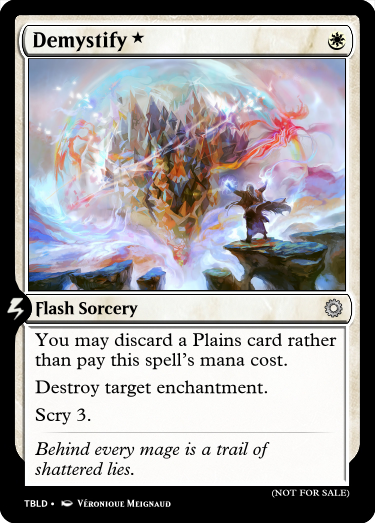 Demystify ★
Flash Sorcery
You may discard a Plains card rather
than pay this spell's mana cost.
Destroy target enchantment.
Scry 3.
Behind every mage is a trail of
shattered lies.
(NOT FOR SALE)
TBLD • Véronique Meignaud